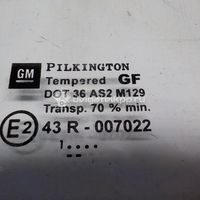 GM
PILKINGTON
Tempered GF
DOT 36 AS2 M129
Transp. 70 % min.
E2 43 R - 007022
1....